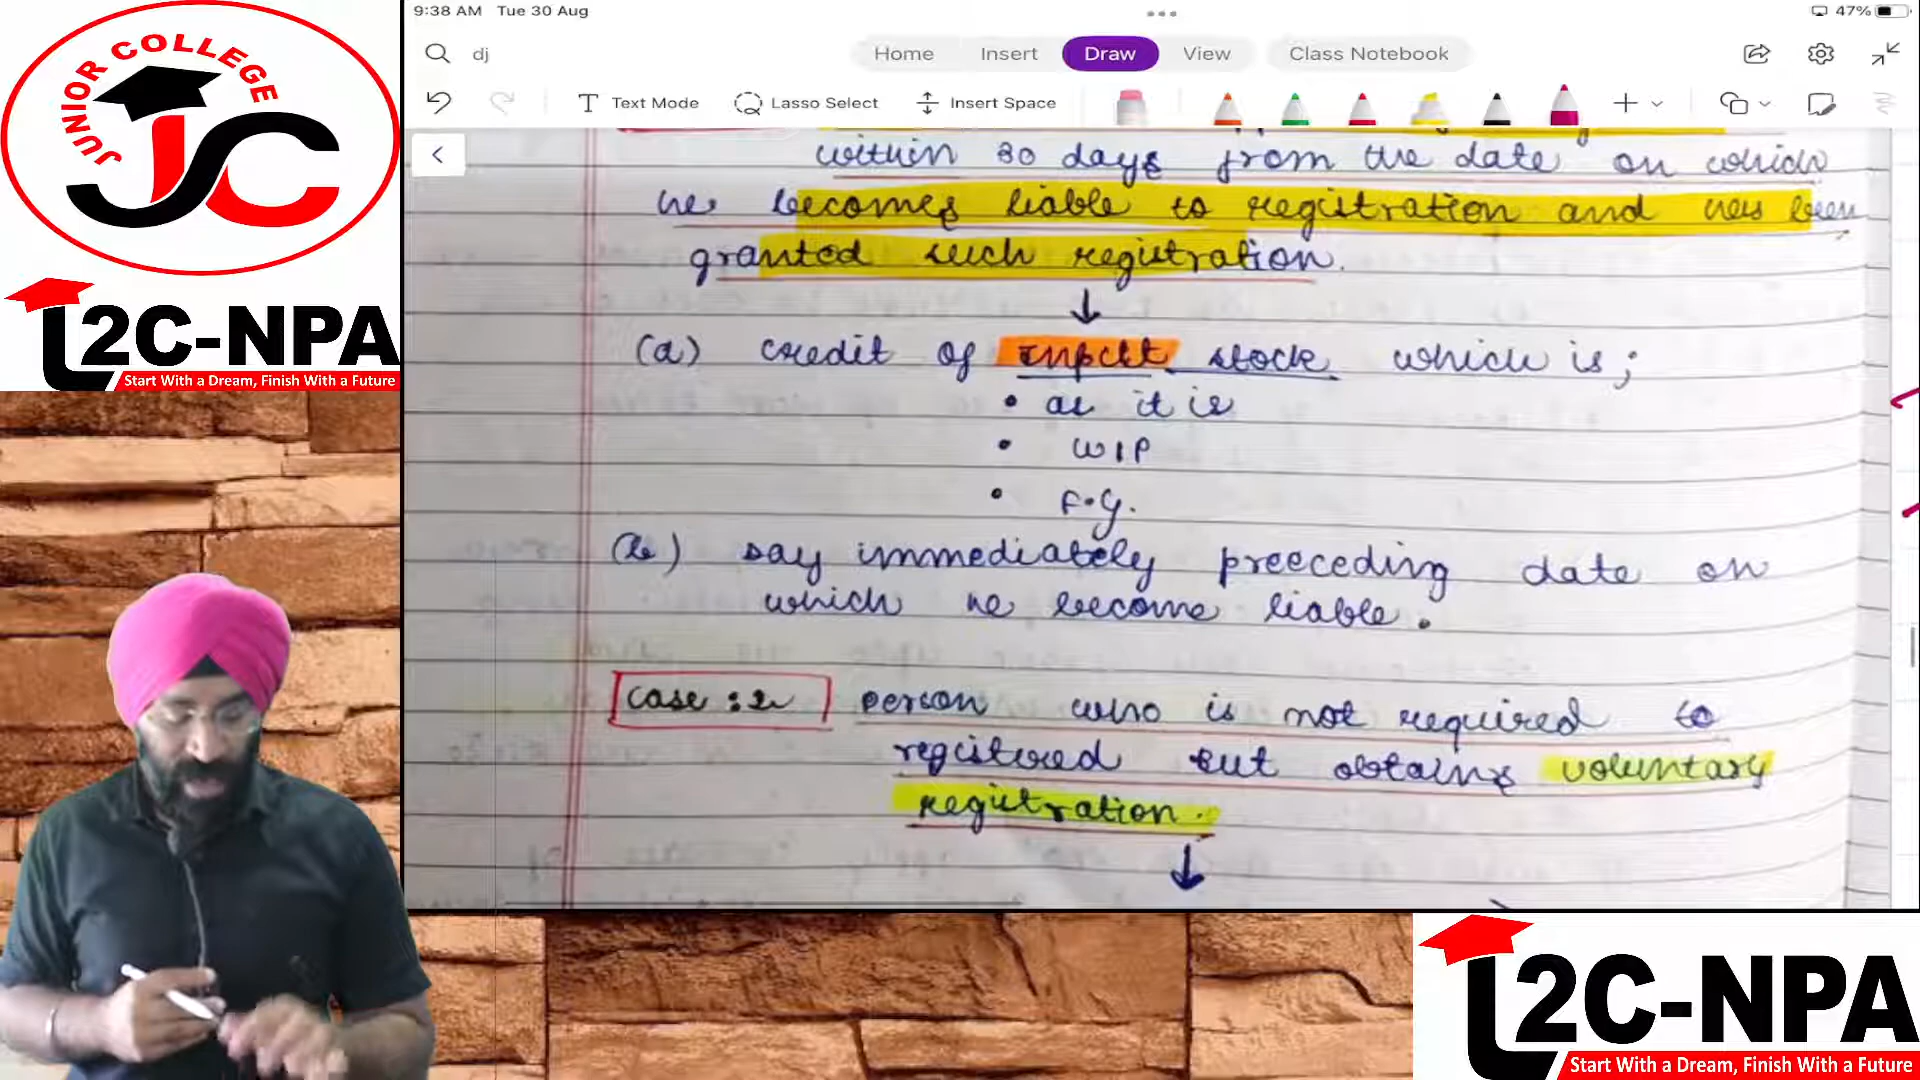 9:38 AM Tue 30 Aug
47%
dj
Home Insert Draw View Class Notebook
Text Mode Lasso Select Insert Space
JUNIOR COLLEGE
JC
L2C-NPA
Start With a Dream, Finish With a Future
within 30 days from the date on which
he becomes liable to registration and has been
granted such registration.
(a) credit of input stock which is;
• as it is
• WIP
• F.G.
(b) say immediately preeceding date on
which he become liable.
case : 2 person who is not required to
registered but obtains voluntary
registration.
L2C-NPA
Start With a Dream, Finish With a Future